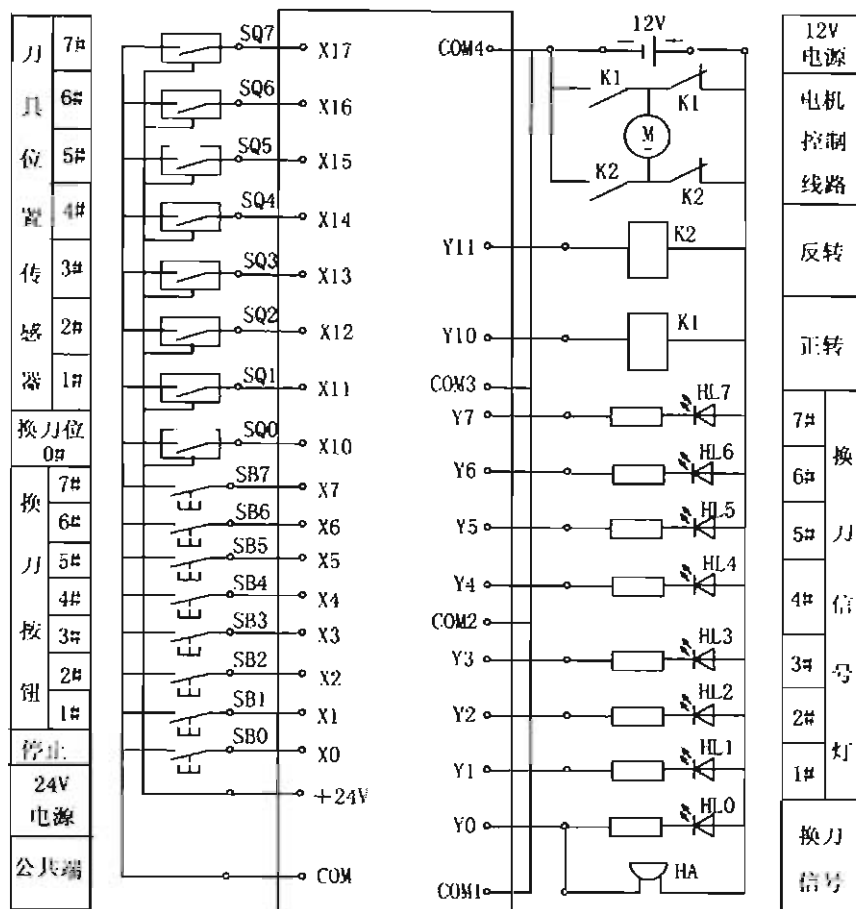 刀具位置传感器
7#
6#
5#
4#
3#
2#
1#
换刀位
0#
换刀按钮
7#
6#
5#
4#
3#
2#
1#
停止
24V
电源
公共端
SQ7
X17
SQ6
X16
SQ5
X15
SQ4
X14
SQ3
X13
SQ2
X12
SQ1
X11
SQ0
X10
SB7
X7
SB6
X6
SB5
X5
SB4
X4
SB3
X3
SB2
X2
SB1
X1
SB0
X0
+24V
COM
COM4
12V
K1
K1
M
K2
K2
Y11
K2
Y10
K1
COM3
Y7
HL7
Y6
HL6
Y5
HL5
Y4
HL4
COM2
Y3
HL3
Y2
HL2
Y1
HL1
Y0
HL0
HA
COM1
12V
电源
电机
控制
线路
反转
正转
7#
6#
5#
4#
3#
2#
1#
换刀信号灯
换刀
信号